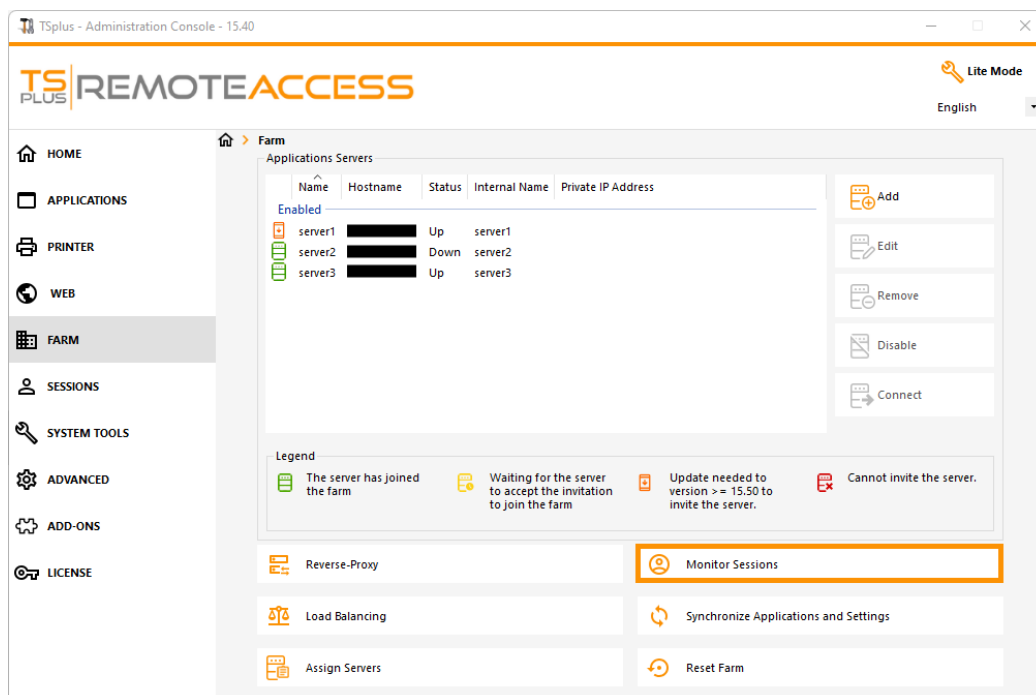 TSplus - Administration Console - 15.40
TS PLUS REMOTEACCESS
Lite Mode
English
HOME
APPLICATIONS
PRINTER
WEB
FARM
SESSIONS
SYSTEM TOOLS
ADVANCED
ADD-ONS
LICENSE
Farm
Applications Servers
Name Hostname Status Internal Name Private IP Address
Enabled
server1 Up server1
server2 Down server2
server3 Up server3
Add
Edit
Remove
Disable
Connect
Legend
The server has joined
the farm
Waiting for the server
to accept the invitation
to join the farm
Update needed to
version >= 15.50 to
invite the server.
Cannot invite the server.
Reverse-Proxy
Monitor Sessions
Load Balancing
Synchronize Applications and Settings
Assign Servers
Reset Farm